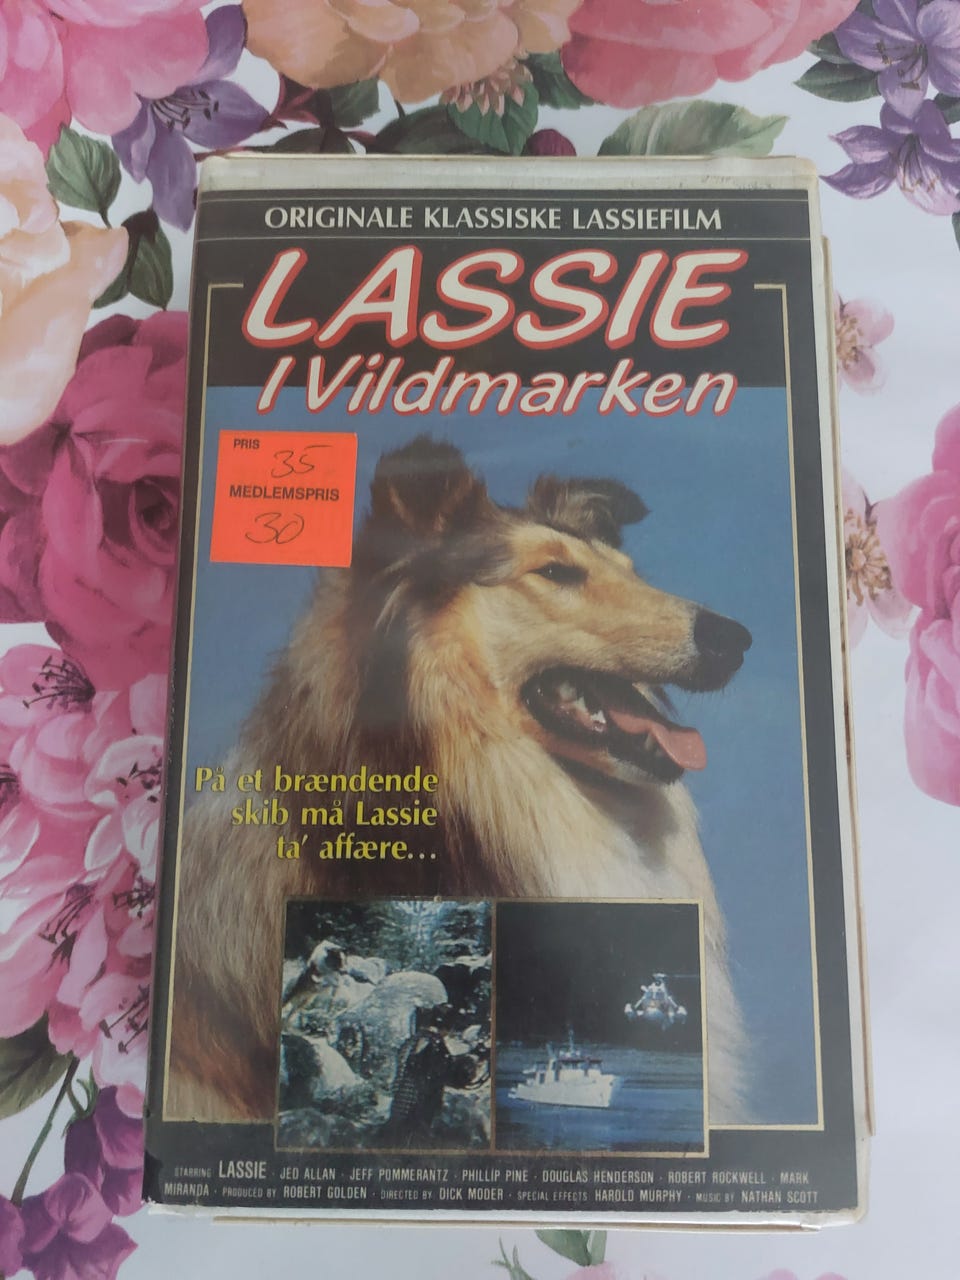 ORIGINALE KLASSISKE LASSIEFILM
LASSIE
I Vildmarken
PRIS
35
MEDLEMSPRIS
30
På et brændende
skib må Lassie
ta' affære...
STARRING LASSIE · JED ALLAN · JEFF POMMERANTZ · PHILLIP PINE · DOUGLAS HENDERSON · ROBERT ROCKWELL · MARK
MIRANDA · PRODUCED BY ROBERT GOLDEN · DIRECTED BY DICK MODER · SPECIAL EFFECTS HAROLD MURPHY · MUSIC BY NATHAN SCOTT